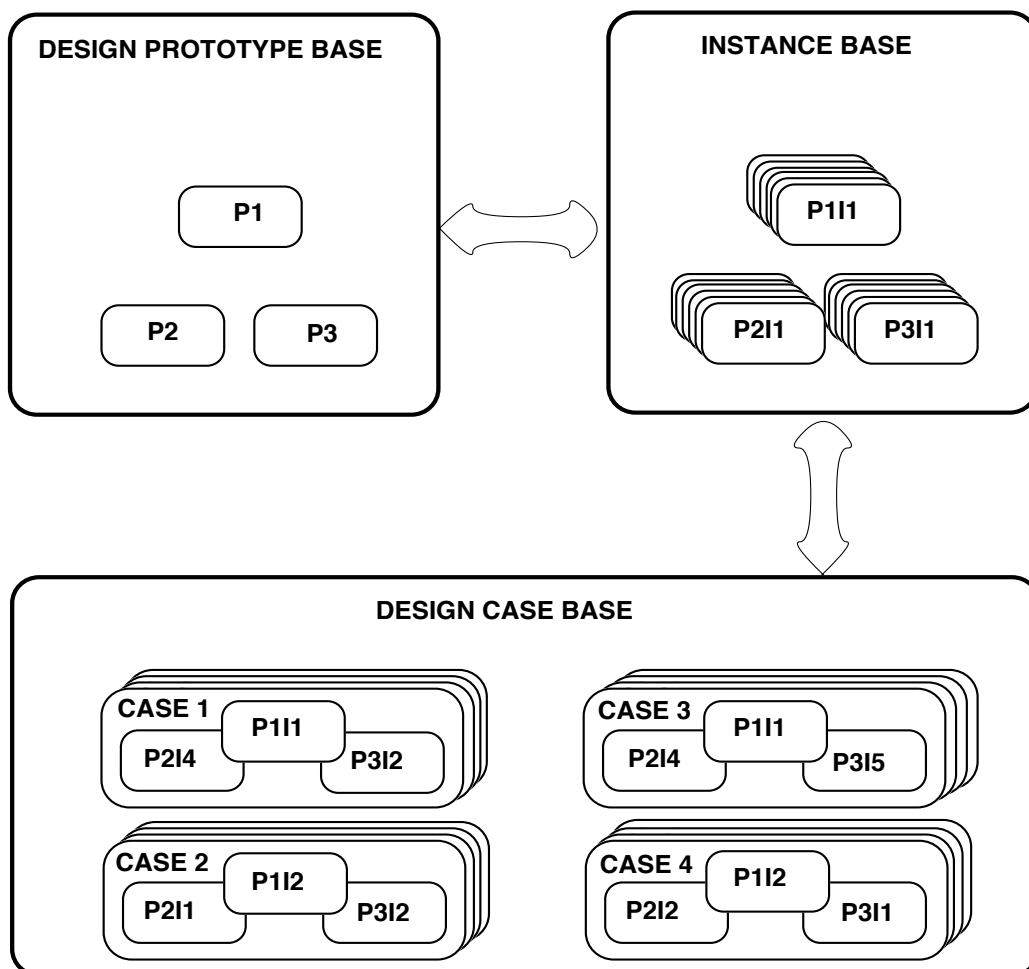 DESIGN PROTOTYPE BASE
P1
P2
P3
INSTANCE BASE
P1I1
P2I1
P3I1
DESIGN CASE BASE
CASE 1
P1I1
P2I4
P3I2
CASE 3
P1I1
P2I4
P3I5
CASE 2
P1I2
P2I1
P3I2
CASE 4
P1I2
P2I2
P3I1